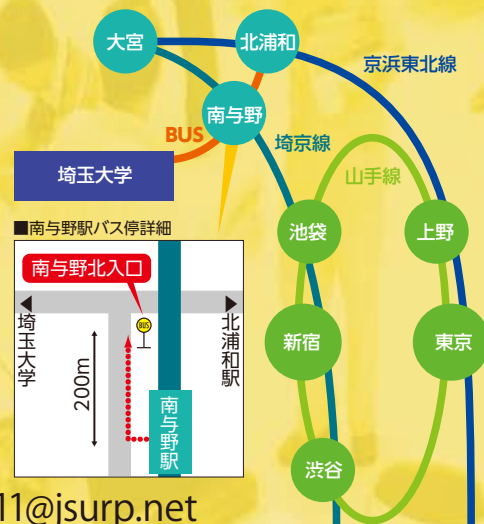 大宮
北浦和
京浜東北線
南与野
BUS
埼京線
埼玉大学
山手線
■南与野駅バス停詳細
池袋
上野
南与野北入口
BUS
埼玉大学
北浦和駅
200m
新宿
東京
南与野駅
渋谷
11@jsurp.net